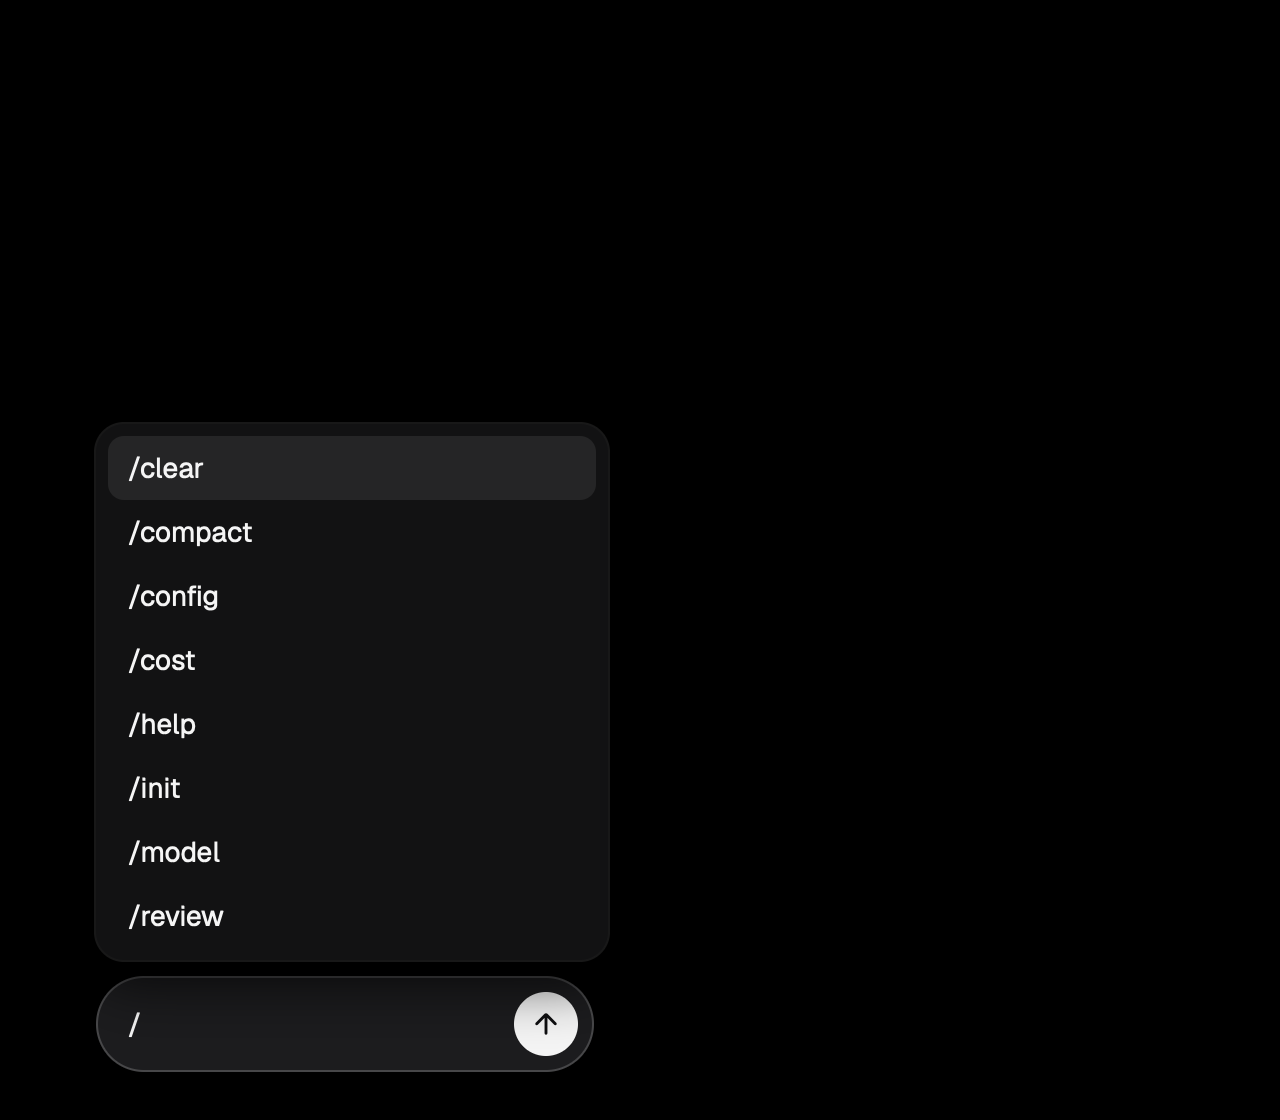 /clear
/compact
/config
/cost
/help
/init
/model
/review
/